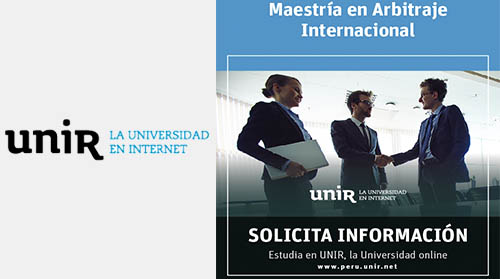 unir
LA UNIVERSIDAD
EN INTERNET
Maestría en Arbitraje
Internacional
unir
LA UNIVERSIDAD
EN INTERNET
SOLICITA INFORMACIÓN
Estudia en UNIR, la Universidad online
www.peru.unir.net